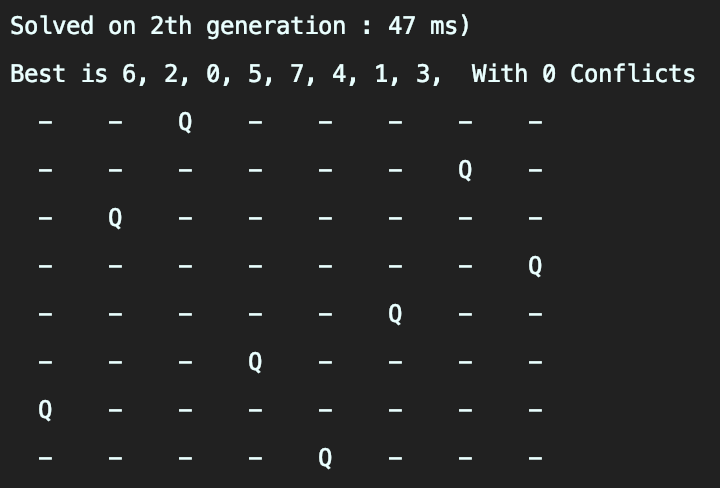 Solved on 2th generation : 47 ms)
Best is 6, 2, 0, 5, 7, 4, 1, 3,  With 0 Conflicts
– – Q – – – – –
– – – – – – Q –
– Q – – – – – –
– – – – – – – Q
– – – – – Q – –
– – – Q – – – –
Q – – – – – – –
– – – – Q – – –